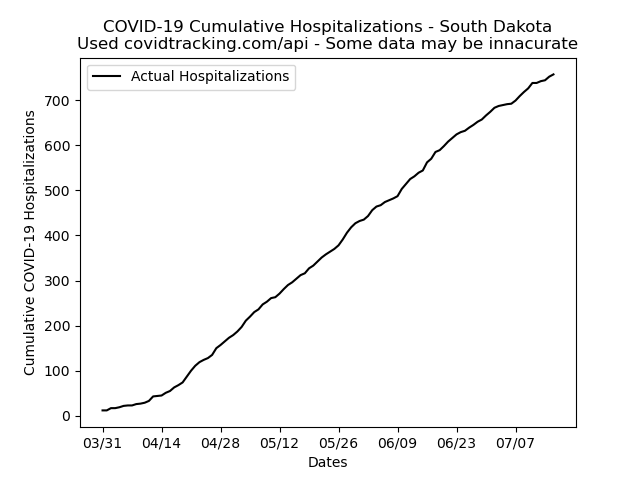 COVID-19 Cumulative Hospitalizations - South Dakota
Used covidtracking.com/api - Some data may be innacurate
Actual Hospitalizations
Cumulative COVID-19 Hospitalizations
700
600
500
400
300
200
100
0
03/31 04/14 04/28 05/12 05/26 06/09 06/23 07/07
Dates